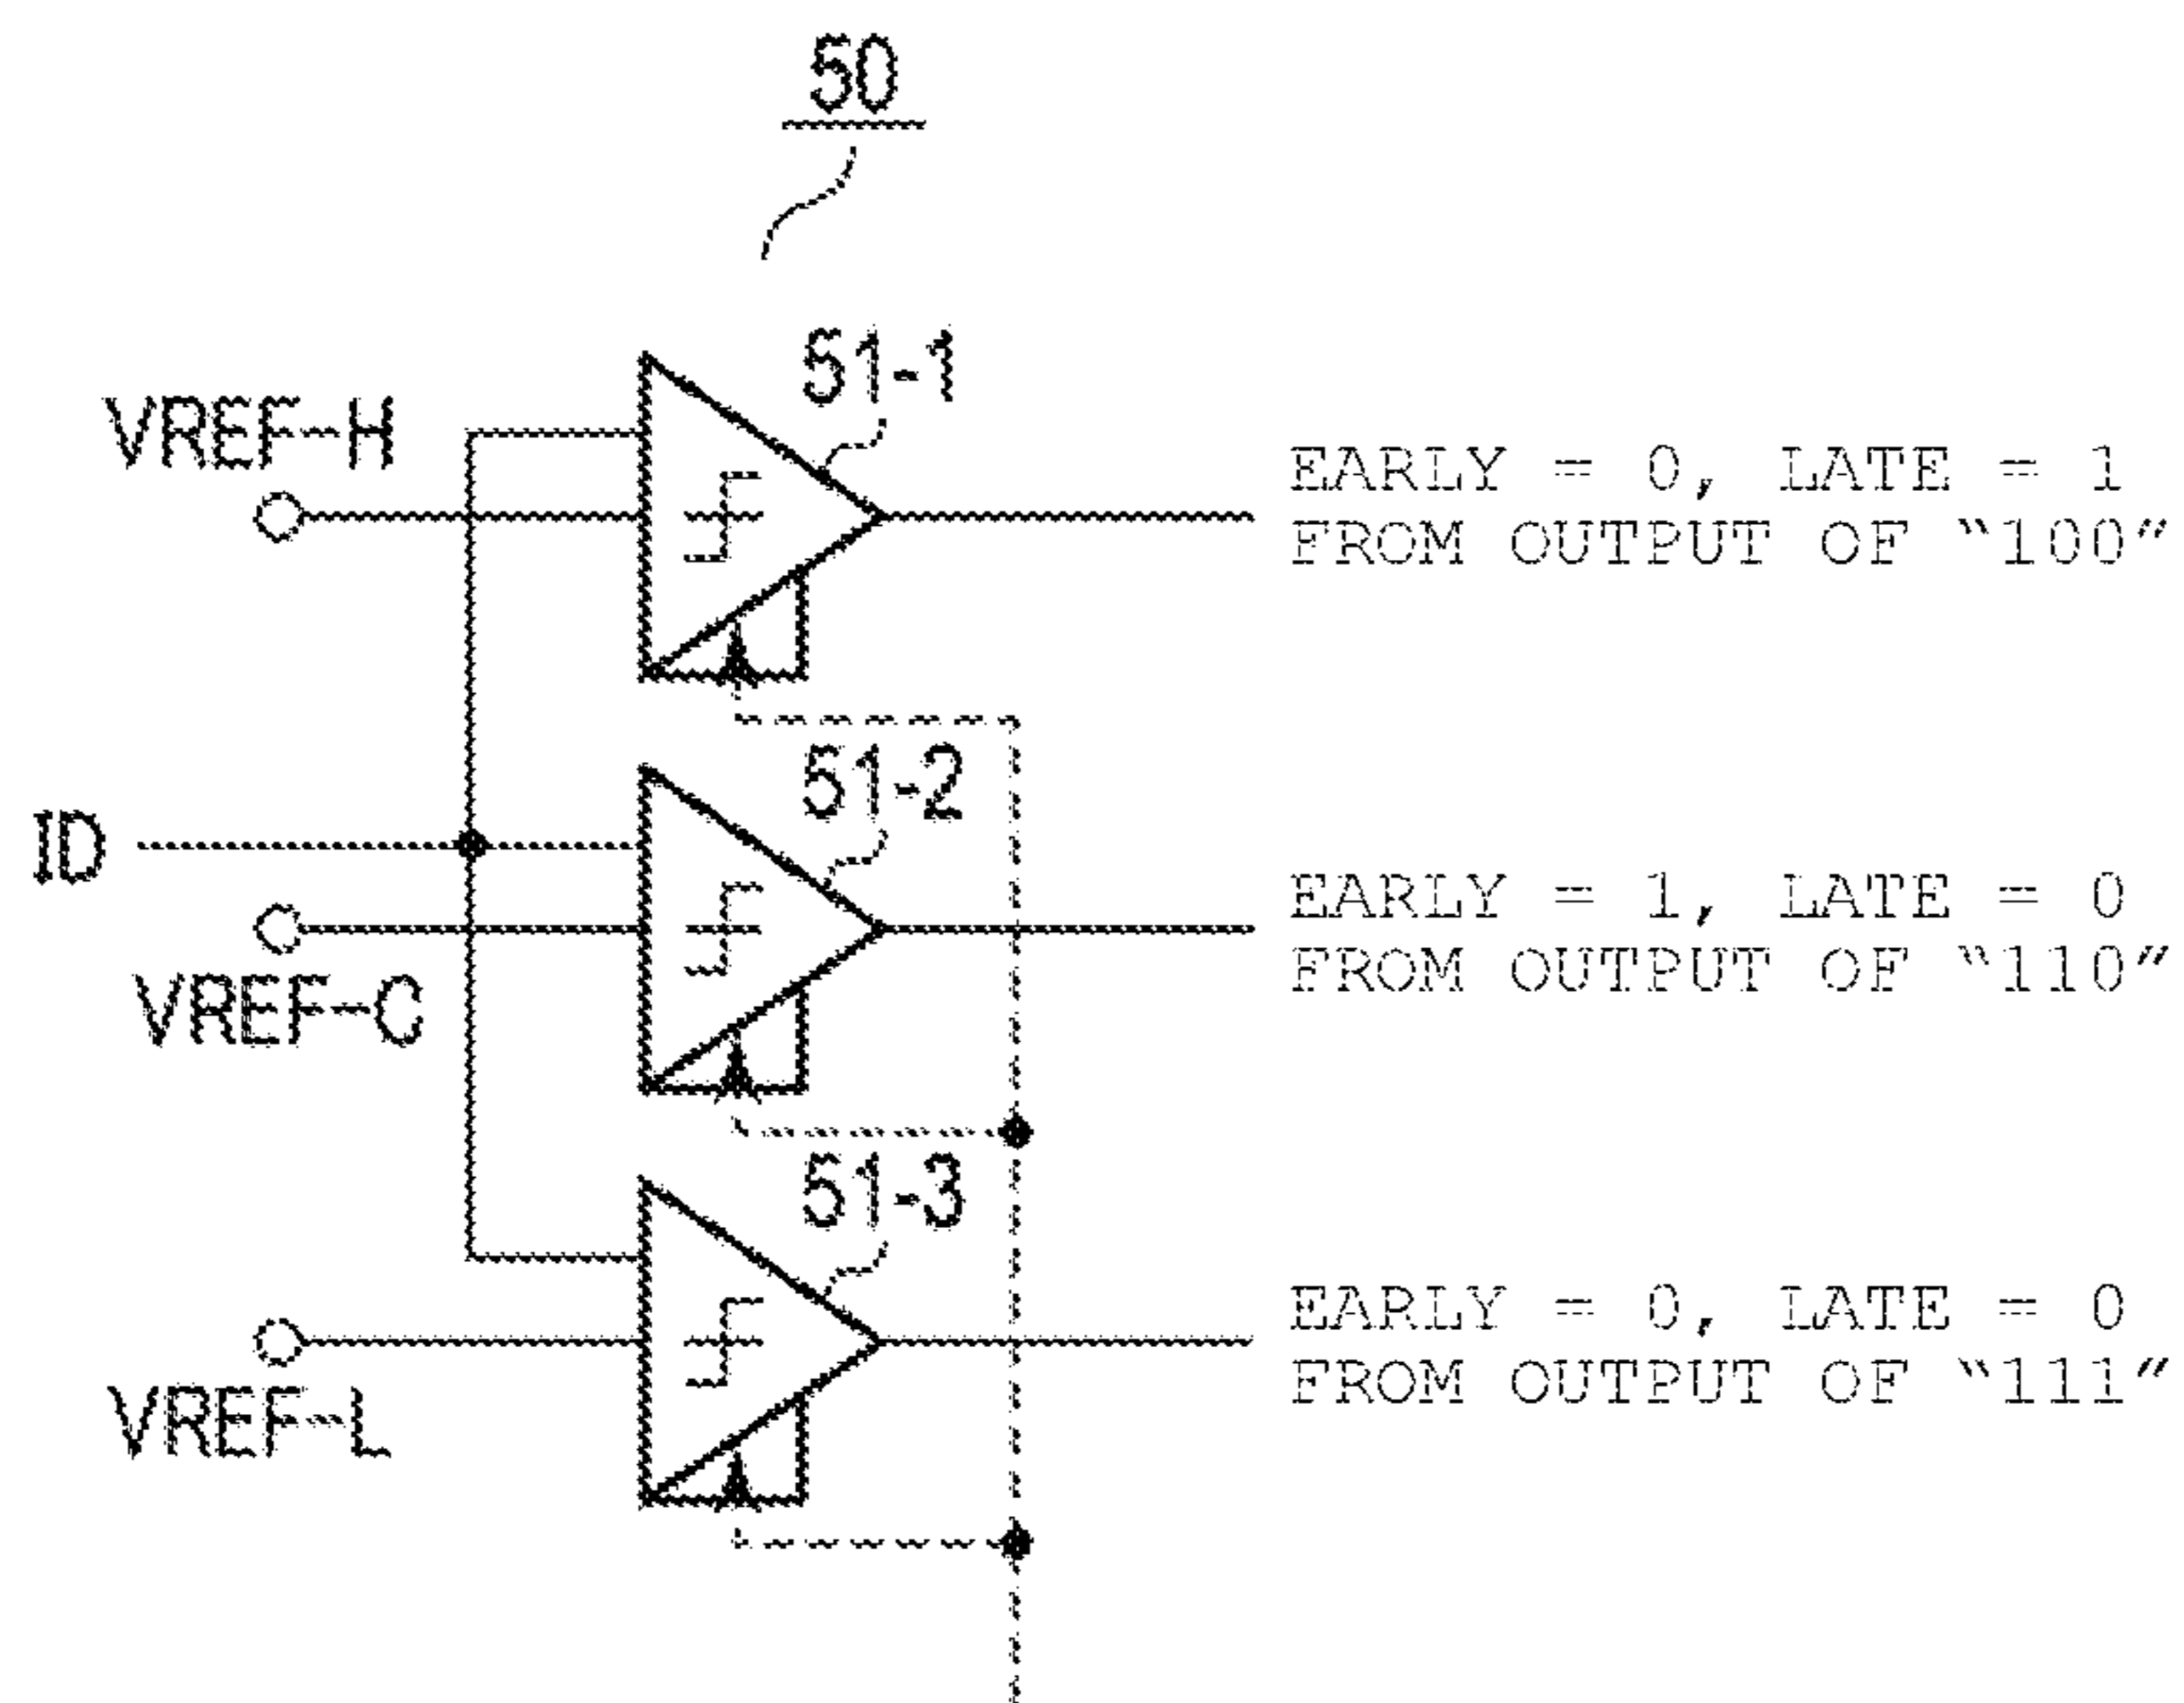 50
51-1
VREF-H
EARLY = 0, LATE = 1
FROM OUTPUT OF “100”
51-2
ID
EARLY = 1, LATE = 0
FROM OUTPUT OF “110”
VREF-C
51-3
EARLY = 0, LATE = 0
FROM OUTPUT OF “111”
VREF-L